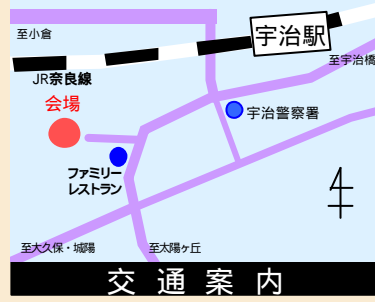 至小倉
宇治駅
至宇治橋
JR奈良線
会場
宇治警察署
ファミリー
レストラン
至大久保・城陽
至太陽ヶ丘
交通案内